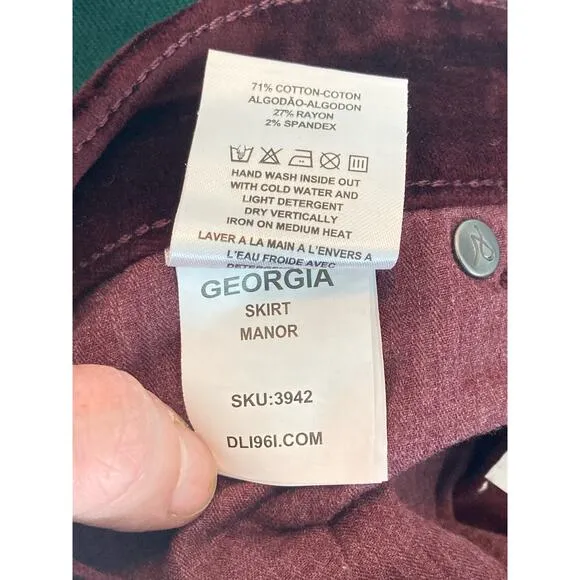 71% COTTON-COTON
ALGODÃO-ALGODON
27% RAYON
2% SPANDEX
HAND WASH INSIDE OUT
WITH COLD WATER AND
LIGHT DETERGENT
DRY VERTICALLY
IRON ON MEDIUM HEAT
LAVER A LA MAIN A L'ENVERS A
L'EAU FROIDE AVEC
GEORGIA
SKIRT
MANOR
SKU:3942
DL1961.COM